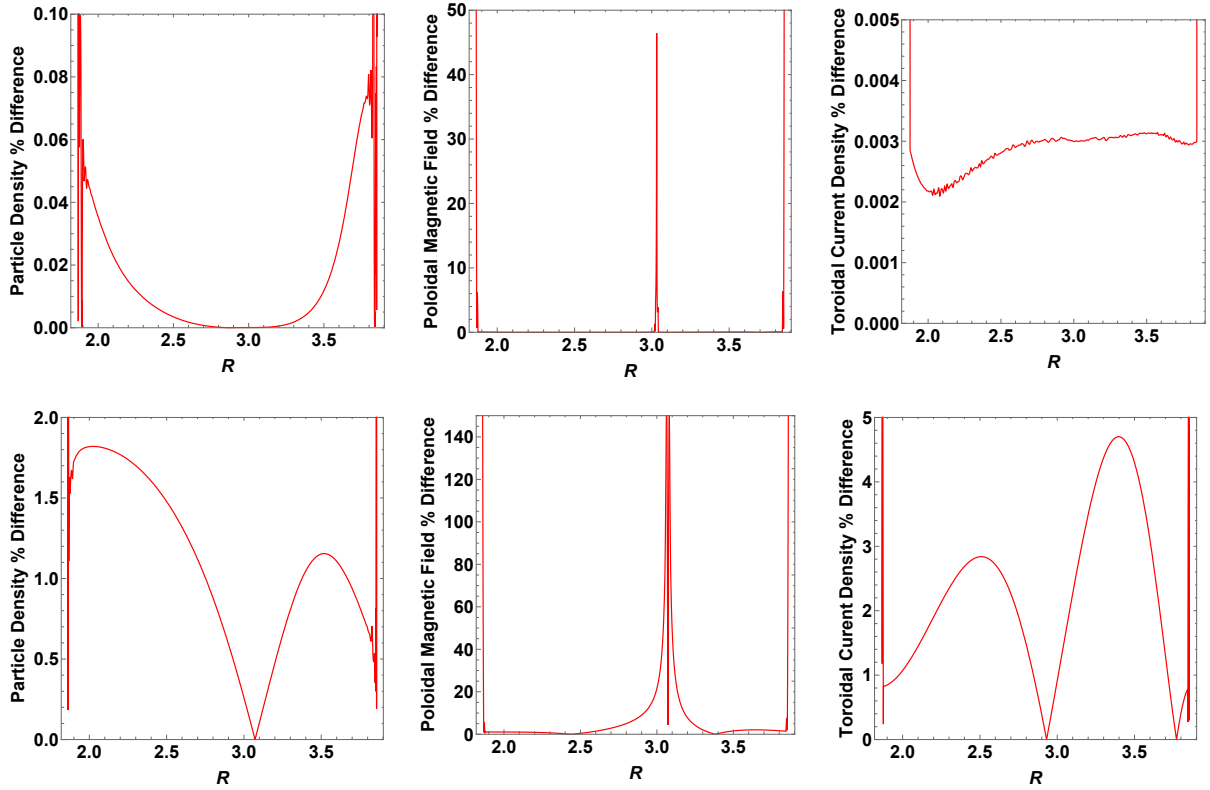 Particle Density % Difference
0.10
0.08
0.06
0.04
0.02
0.00
2.0 2.5 3.0 3.5
R
Poloidal Magnetic Field % Difference
50
40
30
20
10
0
2.0 2.5 3.0 3.5
R
Toroidal Current Density % Difference
0.005
0.004
0.003
0.002
0.001
0.000
2.0 2.5 3.0 3.5
R
Particle Density % Difference
2.0
1.5
1.0
0.5
0.0
2.0 2.5 3.0 3.5
R
Poloidal Magnetic Field % Difference
140
120
100
80
60
40
20
0
2.0 2.5 3.0 3.5
R
Toroidal Curent Density % Difference
5
4
3
2
1
0
2.0 2.5 3.0 3.5
R